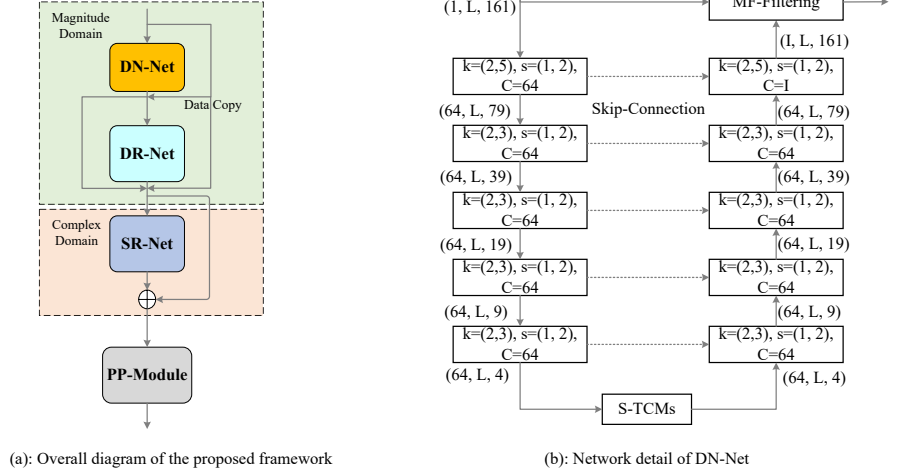 Magnitude
Domain
DN-Net
Data Copy
DR-Net
Complex
Domain
SR-Net
PP-Module
(a): Overall diagram of the proposed framework
(1, L, 161)
MF-Filtering
(I, L, 161)
k=(2,5), s=(1, 2),
C=64
k=(2,5), s=(1, 2),
C=I
Skip-Connection
(64, L, 79)
(64, L, 79)
k=(2,3), s=(1, 2),
C=64
k=(2,3), s=(1, 2),
C=64
(64, L, 39)
(64, L, 39)
k=(2,3), s=(1, 2),
C=64
k=(2,3), s=(1, 2),
C=64
(64, L, 19)
(64, L, 19)
k=(2,3), s=(1, 2),
C=64
k=(2,3), s=(1, 2),
C=64
(64, L, 9)
(64, L, 9)
k=(2,3), s=(1, 2),
C=64
k=(2,3), s=(1, 2),
C=64
(64, L, 4)
(64, L, 4)
S-TCMs
(b): Network detail of DN-Net